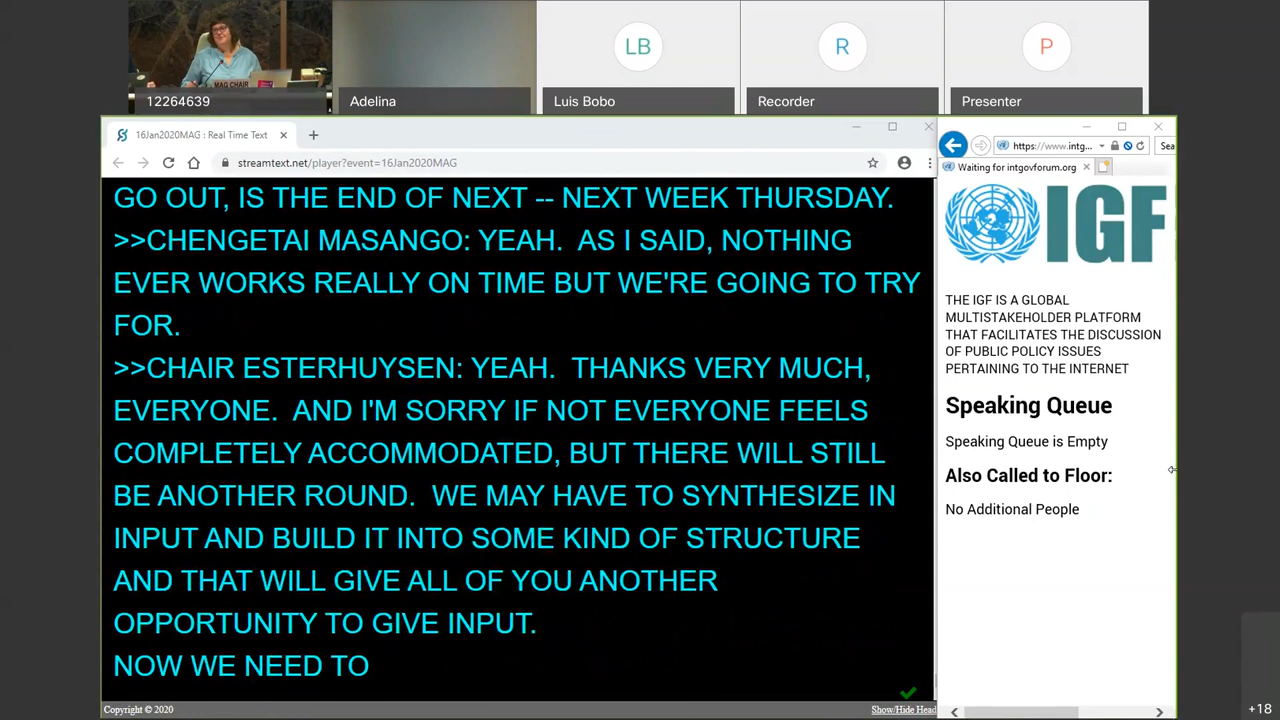 MAG CHAIR
12264639
Adelina
LB
Luis Bobo
R
Recorder
P
Presenter
16Jan2020MAG : Real Time Text
streamtext.net/player?event=16Jan2020MAG
GO OUT, IS THE END OF NEXT -- NEXT WEEK THURSDAY.
>>CHENGETAI MASANGO: YEAH. AS I SAID, NOTHING
EVER WORKS REALLY ON TIME BUT WE'RE GOING TO TRY
FOR.
>>CHAIR ESTERHUYSEN: YEAH. THANKS VERY MUCH,
EVERYONE. AND I'M SORRY IF NOT EVERYONE FEELS
COMPLETELY ACCOMMODATED, BUT THERE WILL STILL
BE ANOTHER ROUND. WE MAY HAVE TO SYNTHESIZE IN
INPUT AND BUILD IT INTO SOME KIND OF STRUCTURE
AND THAT WILL GIVE ALL OF YOU ANOTHER
OPPORTUNITY TO GIVE INPUT.
NOW WE NEED TO
Copyright © 2020
Show/Hide Head
https://www.intg...
Sea
Waiting for intgovforum.org
IGF
THE IGF IS A GLOBAL
MULTISTAKEHOLDER PLATFORM
THAT FACILITATES THE DISCUSSION
OF PUBLIC POLICY ISSUES
PERTAINING TO THE INTERNET
Speaking Queue
Speaking Queue is Empty
Also Called to Floor:
No Additional People
+18